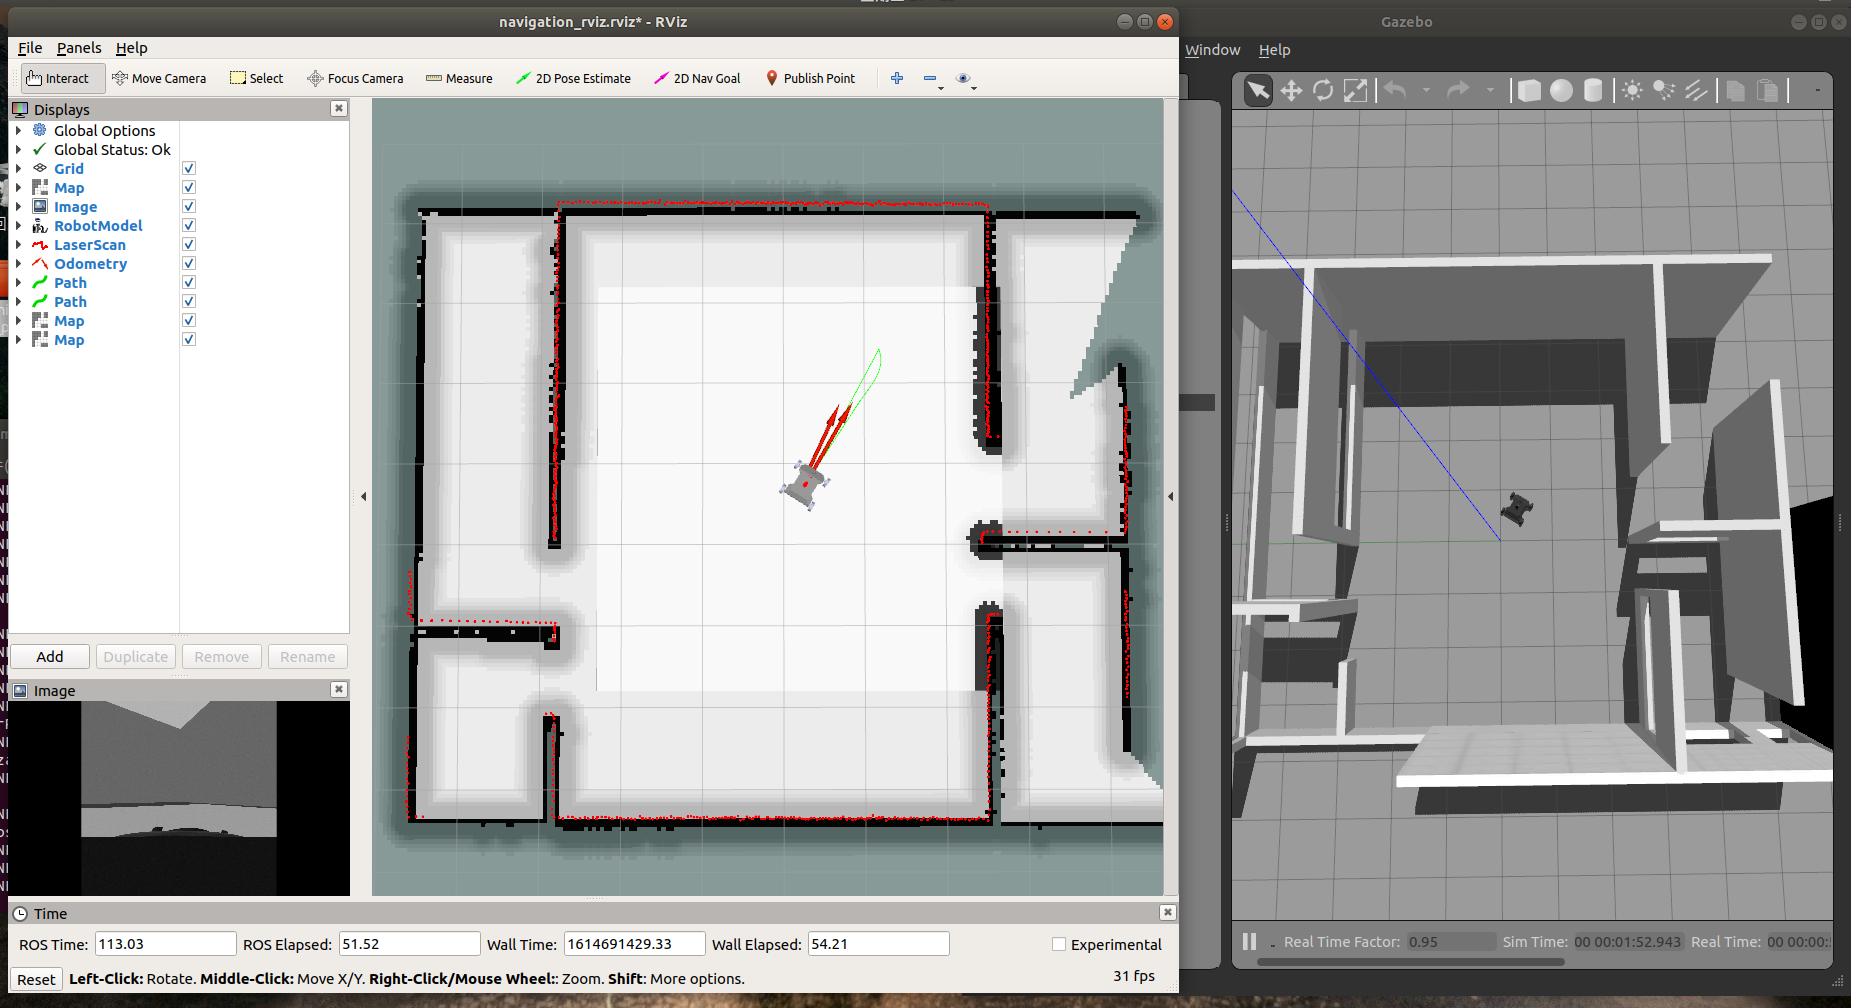 navigation_rviz.rviz* - RViz
File Panels Help
Interact Move Camera Select Focus Camera Measure 2D Pose Estimate 2D Nav Goal Publish Point
Displays
Global Options
Global Status: Ok
Grid
Map
Image
RobotModel
LaserScan
Odometry
Path
Path
Map
Map
Add Duplicate Remove Rename
Image
Time
ROS Time: 113.03 ROS Elapsed: 51.52 Wall Time: 1614691429.33 Wall Elapsed: 54.21 Experimental
Reset Left-Click: Rotate. Middle-Click: Move X/Y. Right-Click/Mouse Wheel:: Zoom. Shift: More options. 31 fps
Gazebo
Window Help
Real Time Factor: 0.95 Sim Time: 00 00:01:52.943 Real Time: 00 00:00: